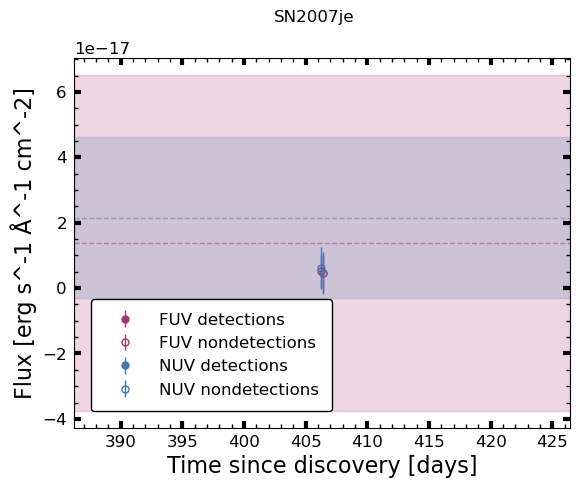 SN2007je
1e−17
Flux [erg s^-1 Å^-1 cm^-2]
6
4
2
0
−2
−4
FUV detections
FUV nondetections
NUV detections
NUV nondetections
390 395 400 405 410 415 420 425
Time since discovery [days]